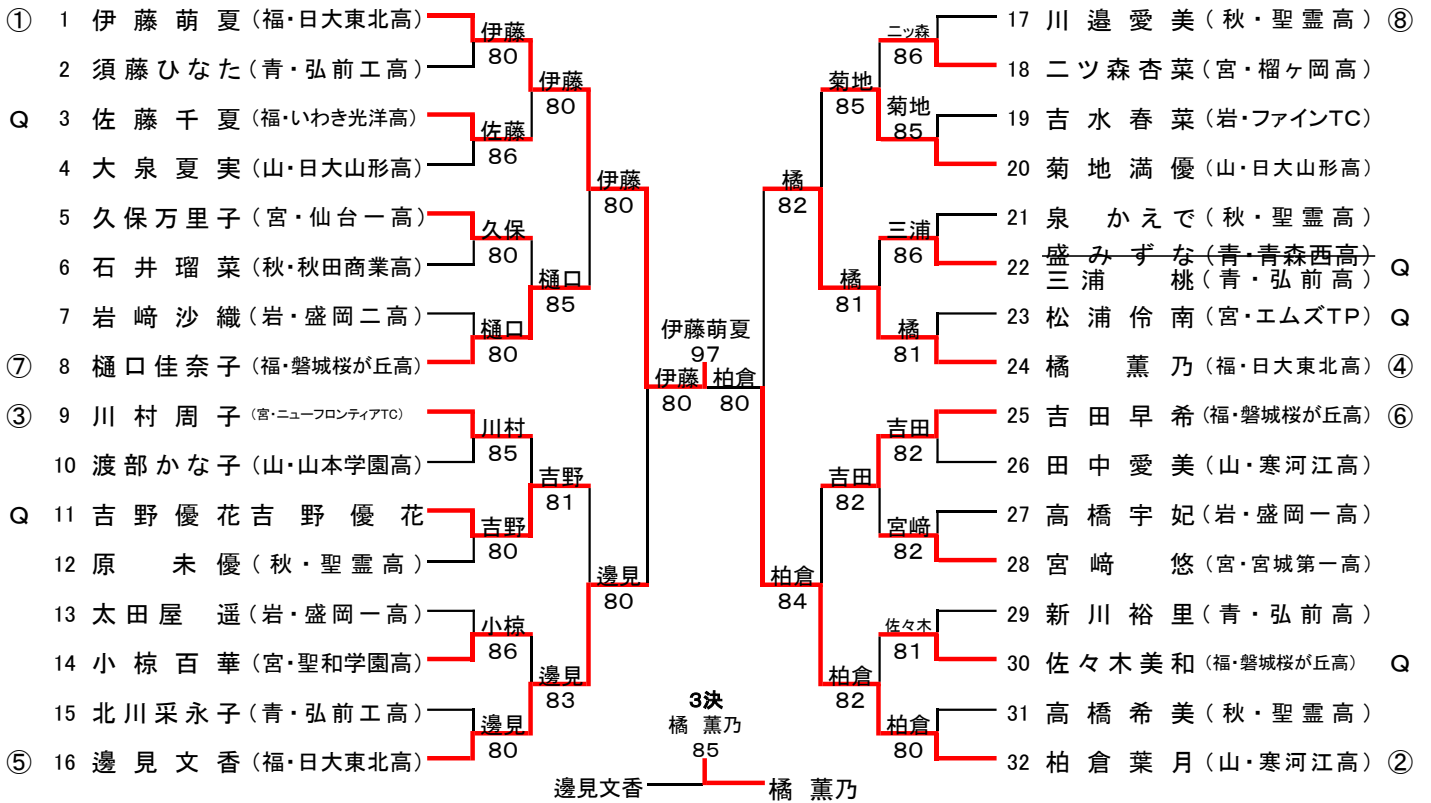 ① 1 伊藤萌夏(福・日大東北高)
2 須藤ひなた(青・弘前工高)
Q 3 佐藤千夏(福・いわき光洋高)
4 大泉夏実(山・日大山形高)
5 久保万里子(宮・仙台一高)
6 石井瑠菜(秋・秋田商業高)
7 岩﨑沙織(岩・盛岡二高)
⑦ 8 樋口佳奈子(福・磐城桜が丘高)
③ 9 川村周子(宮・ニューフロンティアTC)
10 渡部かな子(山・山本学園高)
Q 11 吉野優花吉野優花
12 原 未優(秋・聖霊高)
13 太田屋 遥(岩・盛岡一高)
14 小椋百華(宮・聖和学園高)
15 北川采永子(青・弘前工高)
⑤ 16 邊見文香(福・日大東北高)
伊藤
80
佐藤
86
久保
80
樋口
80
川村
85
吉野
80
小椋
86
邊見
80
伊藤
80
樋口
85
吉野
81
邊見
83
伊藤
80
邊見
80
伊藤萌夏
97
伊藤
80
柏倉
80
橘
82
柏倉
84
菊地
85
橘
81
吉田
82
柏倉
82
二ッ森
86
菊地
85
三浦
86
橘
81
吉田
82
宮﨑
82
佐々木
81
柏倉
80
17 川邉愛美(秋・聖霊高) ⑧
18 二ツ森杏菜(宮・榴ヶ岡高)
19 吉水春菜(岩・ファインTC)
20 菊地満優(山・日大山形高)
21 泉 かえで(秋・聖霊高)
22 盛みずな(青・青森西高)
三浦 桃(青・弘前高) Q
23 松浦伶南(宮・エムズTP) Q
24 橘 薫乃(福・日大東北高) ④
25 吉田早希(福・磐城桜が丘高) ⑥
26 田中愛美(山・寒河江高)
27 高橋宇妃(岩・盛岡一高)
28 宮﨑 悠(宮・宮城第一高)
29 新川裕里(青・弘前高)
30 佐々木美和(福・磐城桜が丘高) Q
31 高橋希美(秋・聖霊高)
32 柏倉葉月(山・寒河江高) ②
3決
橘 薫乃
85
邊見文香
橘 薫乃